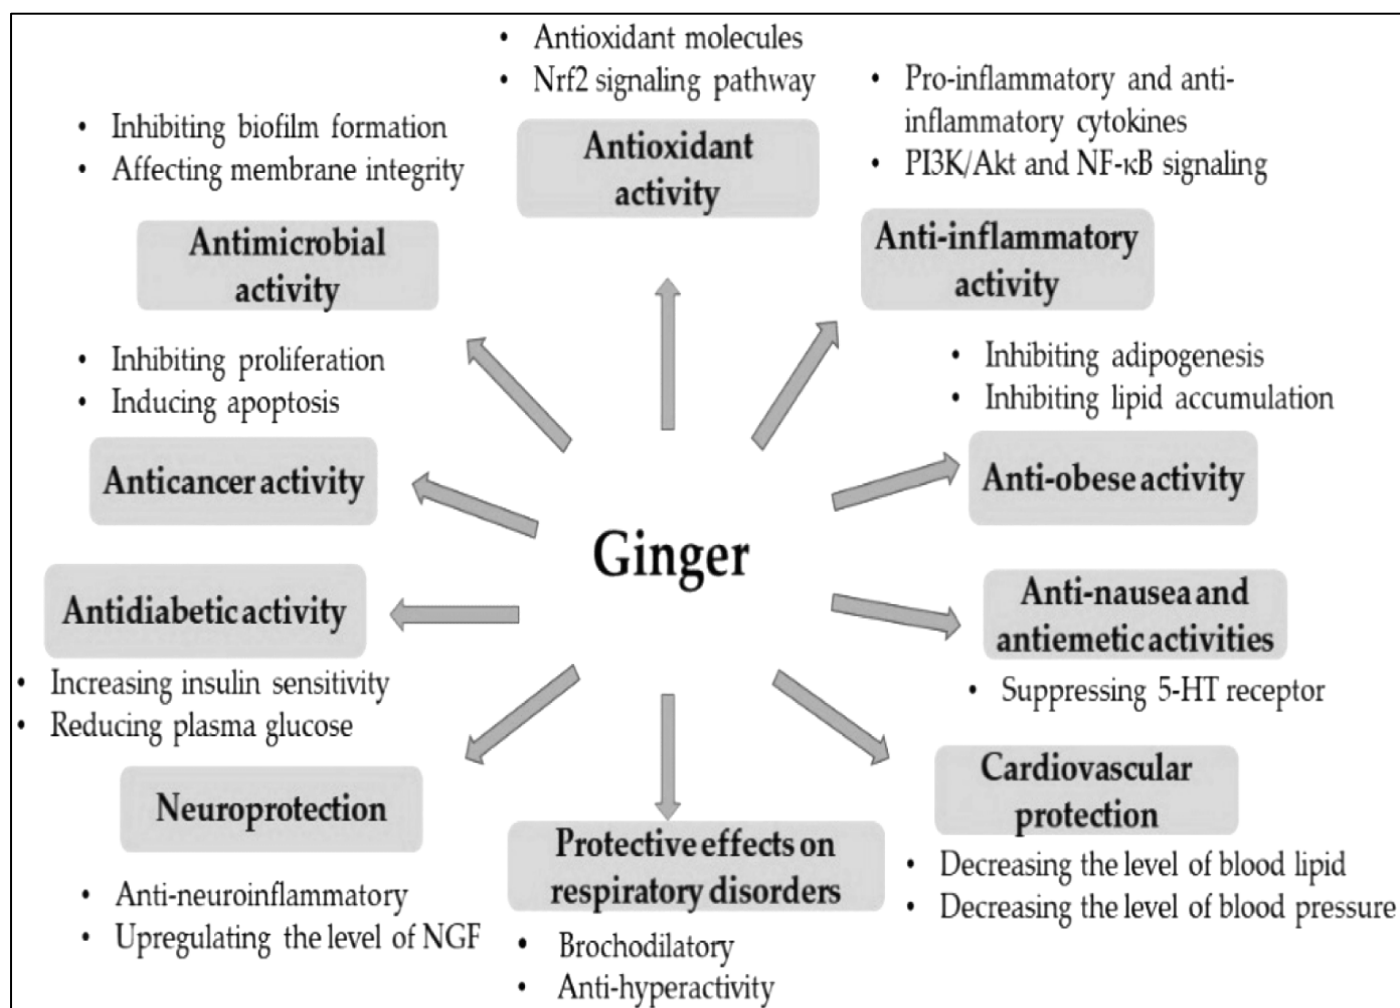 • Antioxidant molecules
• Nrf2 signaling pathway
Antioxidant
activity
• Pro-inflammatory and anti-
inflammatory cytokines
• PI3K/Akt and NF-κB signaling
Anti-inflammatory
activity
• Inhibiting adipogenesis
• Inhibiting lipid accumulation
Anti-obese activity
Anti-nausea and
antiemetic activities
• Suppressing 5-HT receptor
Cardiovascular
protection
• Decreasing the level of blood lipid
• Decreasing the level of blood pressure
Protective effects on
respiratory disorders
• Brochodilatory
• Anti-hyperactivity
Neuroprotection
• Anti-neuroinflammatory
• Upregulating the level of NGF
Antidiabetic activity
• Increasing insulin sensitivity
• Reducing plasma glucose
• Inhibiting proliferation
• Inducing apoptosis
Anticancer activity
• Inhibiting biofilm formation
• Affecting membrane integrity
Antimicrobial
activity
Ginger